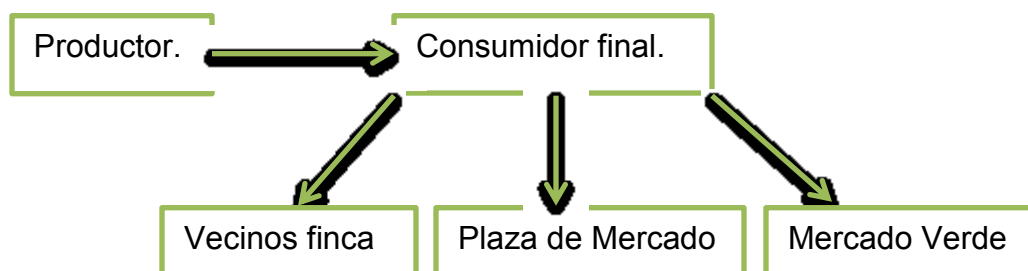 Productor.
Consumidor final.
Vecinos finca
Plaza de Mercado
Mercado Verde